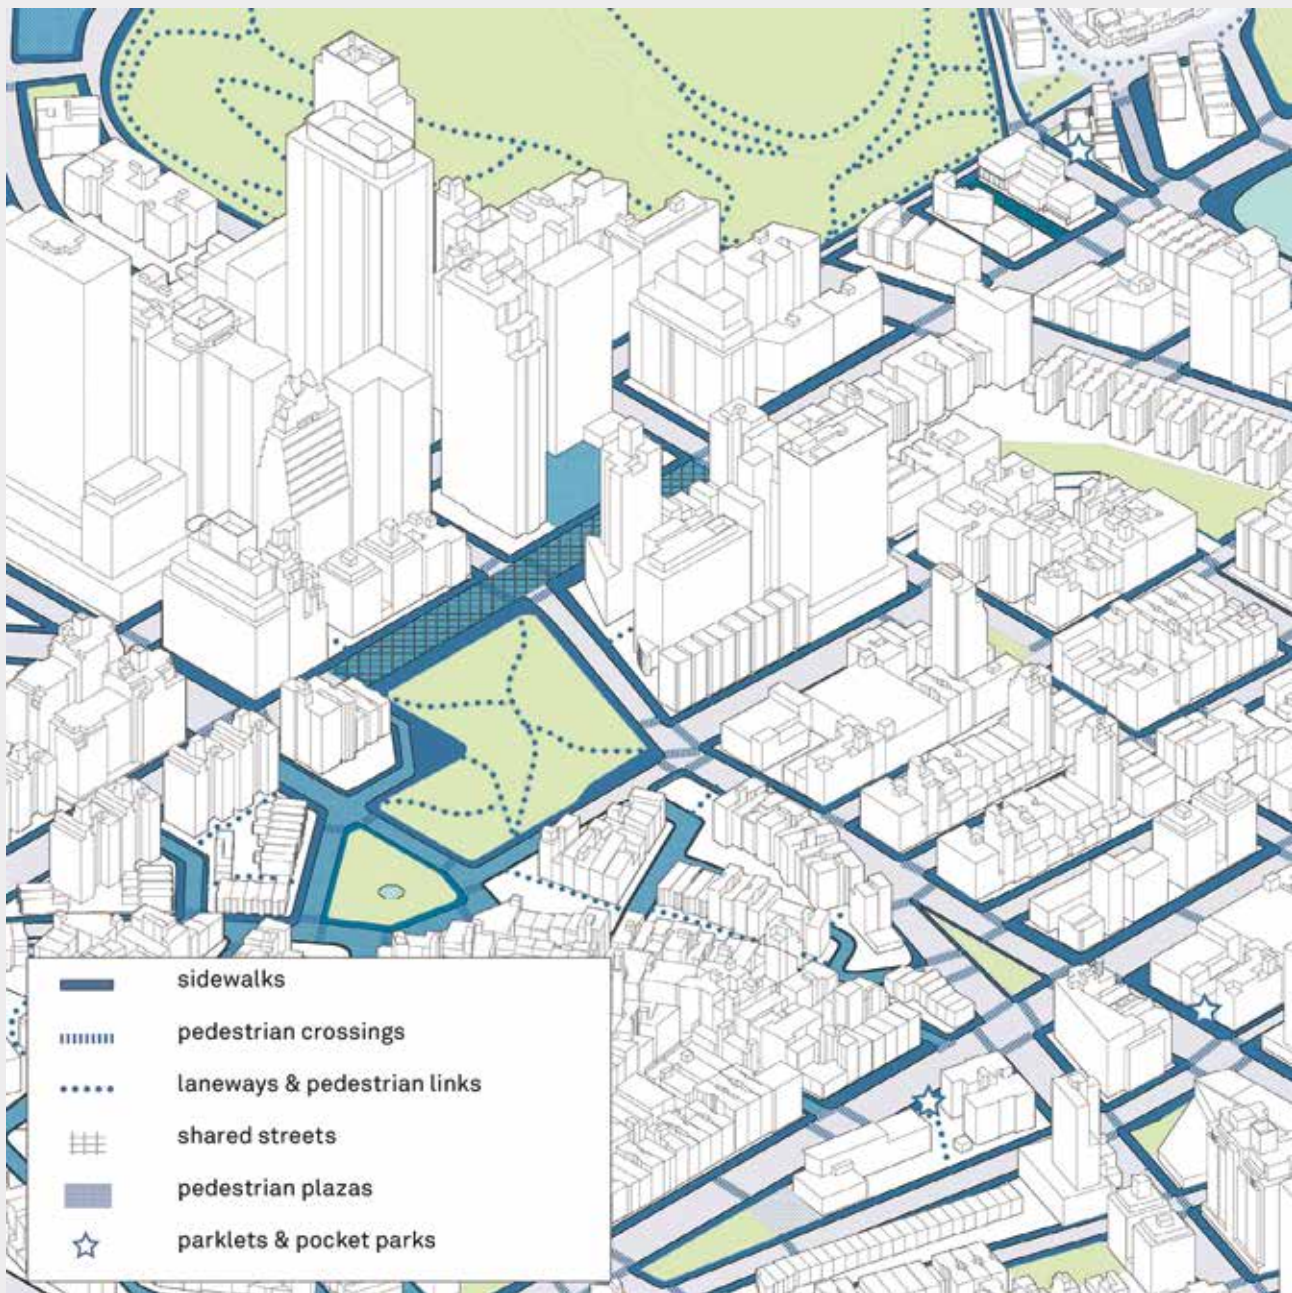 sidewalks
pedestrian crossings
laneways & pedestrian links
shared streets
pedestrian plazas
parklets & pocket parks